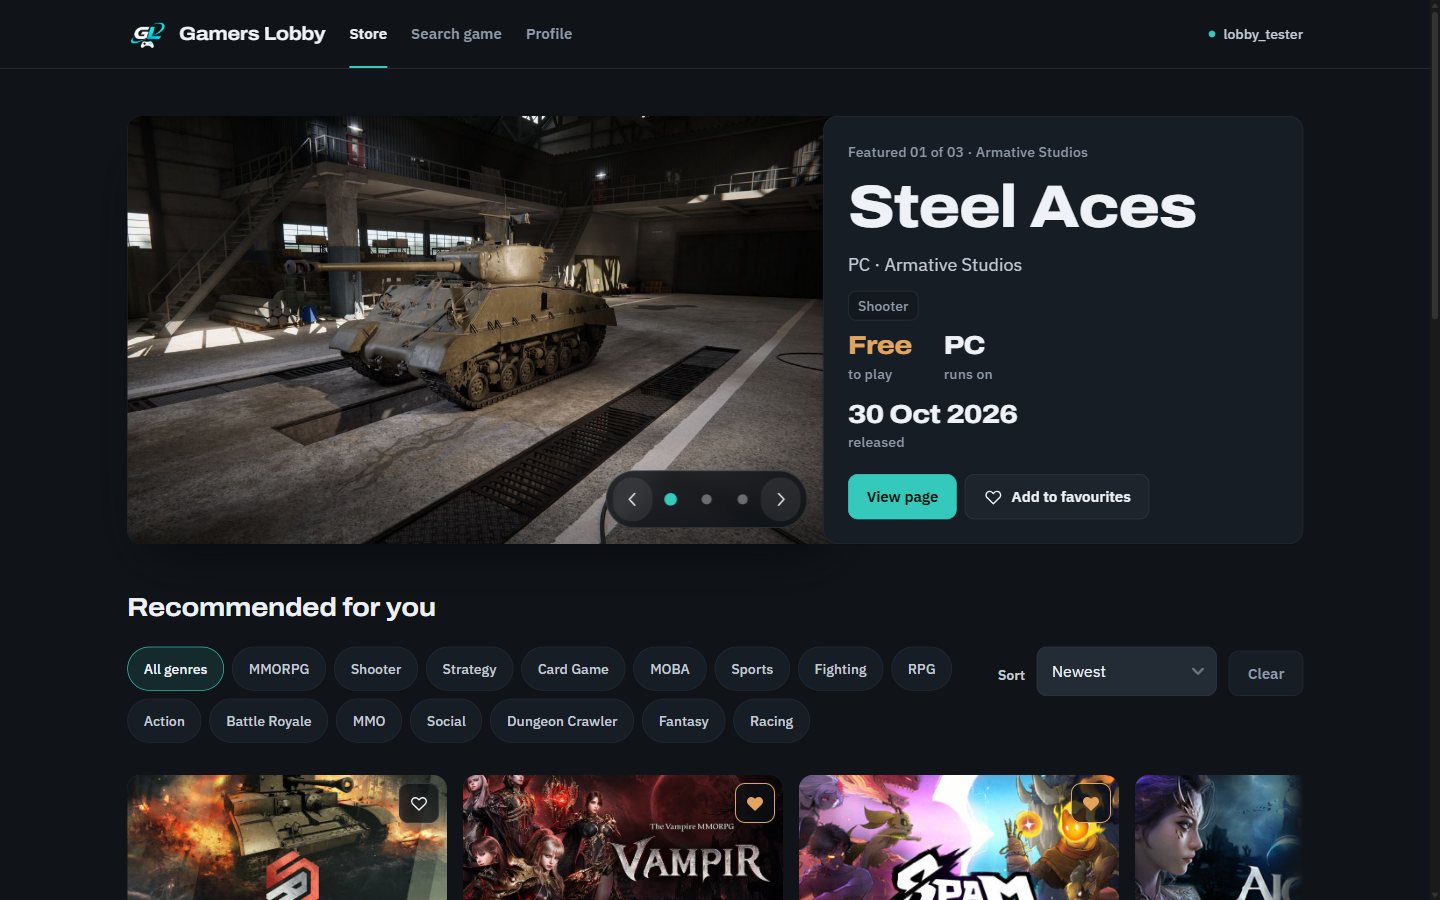 GL Gamers Lobby Store Search game Profile lobby_tester
Featured 01 of 03 · Armative Studios
Steel Aces
PC · Armative Studios
Shooter
Free PC
to play runs on
30 Oct 2026
released
View page Add to favourites
Recommended for you
All genres MMORPG Shooter Strategy Card Game MOBA Sports Fighting RPG
Sort Newest Clear
Action Battle Royale MMO Social Dungeon Crawler Fantasy Racing
The Vampire MMORPG
VAMPIR
SPAM